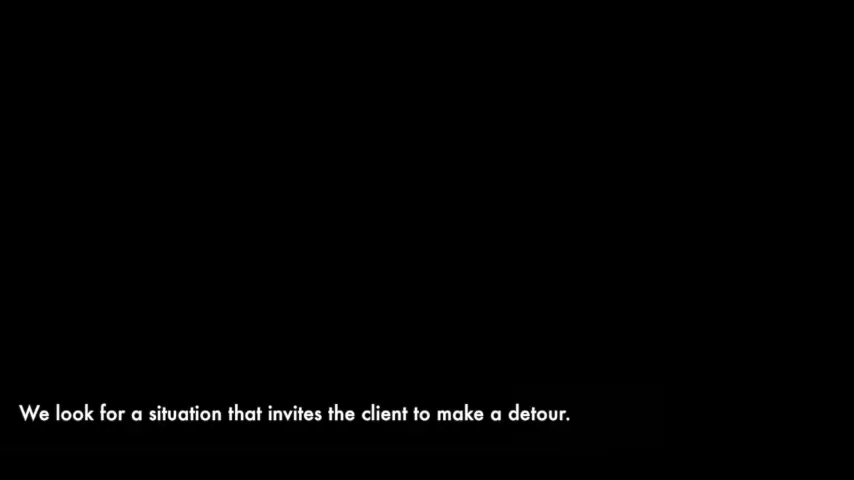 We look for a situation that invites the client to make a detour.